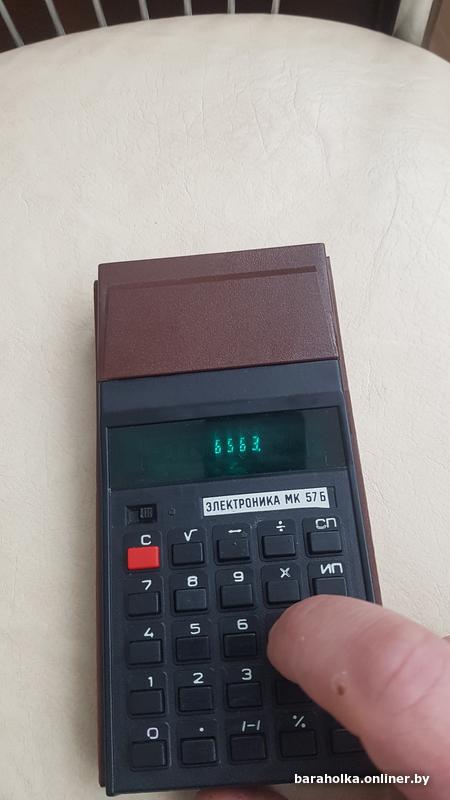 6563.
ЭЛЕКТРОНИКА МК 57Б
С √ ↔ ÷ СП
7 8 9 X ИП
4 5 6
1 2 3
0 . /-/ %
baraholka.onliner.by